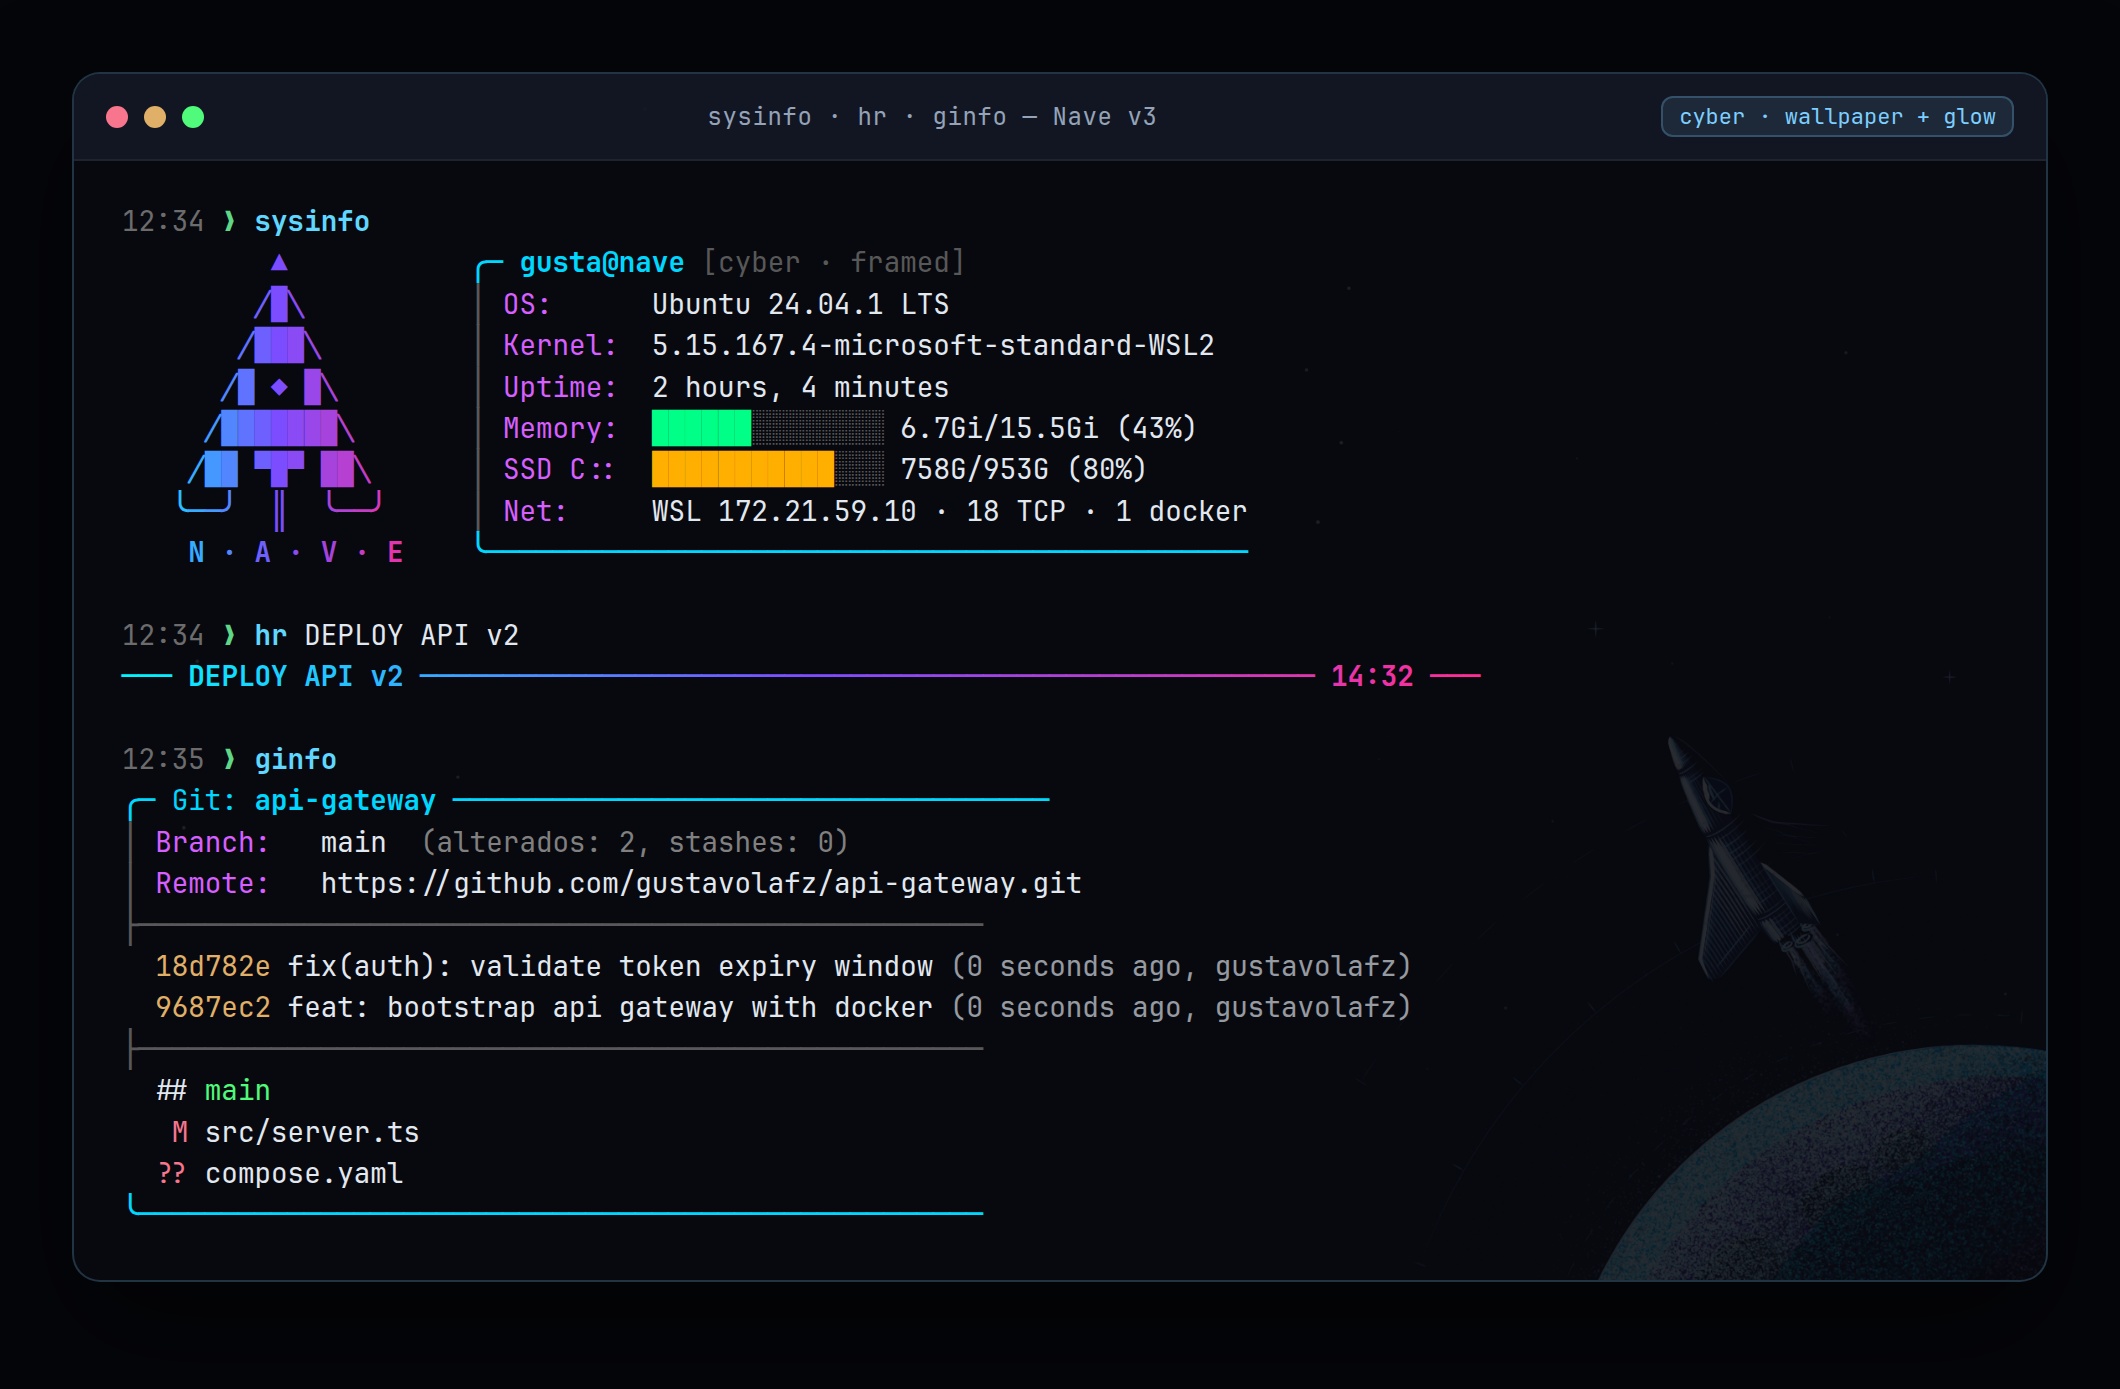 sysinfo · hr · ginfo — Nave v3
cyber · wallpaper + glow
12:34 ❱ sysinfo
gusta@nave [cyber · framed]
OS: Ubuntu 24.04.1 LTS
Kernel: 5.15.167.4-microsoft-standard-WSL2
Uptime: 2 hours, 4 minutes
Memory: 6.7Gi/15.5Gi (43%)
SSD C:: 758G/953G (80%)
Net: WSL 172.21.59.10 · 18 TCP · 1 docker
N · A · V · E
12:34 ❱ hr DEPLOY API v2
DEPLOY API v2 14:32
12:35 ❱ ginfo
Git: api-gateway
Branch: main (alterados: 2, stashes: 0)
Remote: https://github.com/gustavolafz/api-gateway.git
18d782e fix(auth): validate token expiry window (0 seconds ago, gustavolafz)
9687ec2 feat: bootstrap api gateway with docker (0 seconds ago, gustavolafz)
## main
M src/server.ts
?? compose.yaml